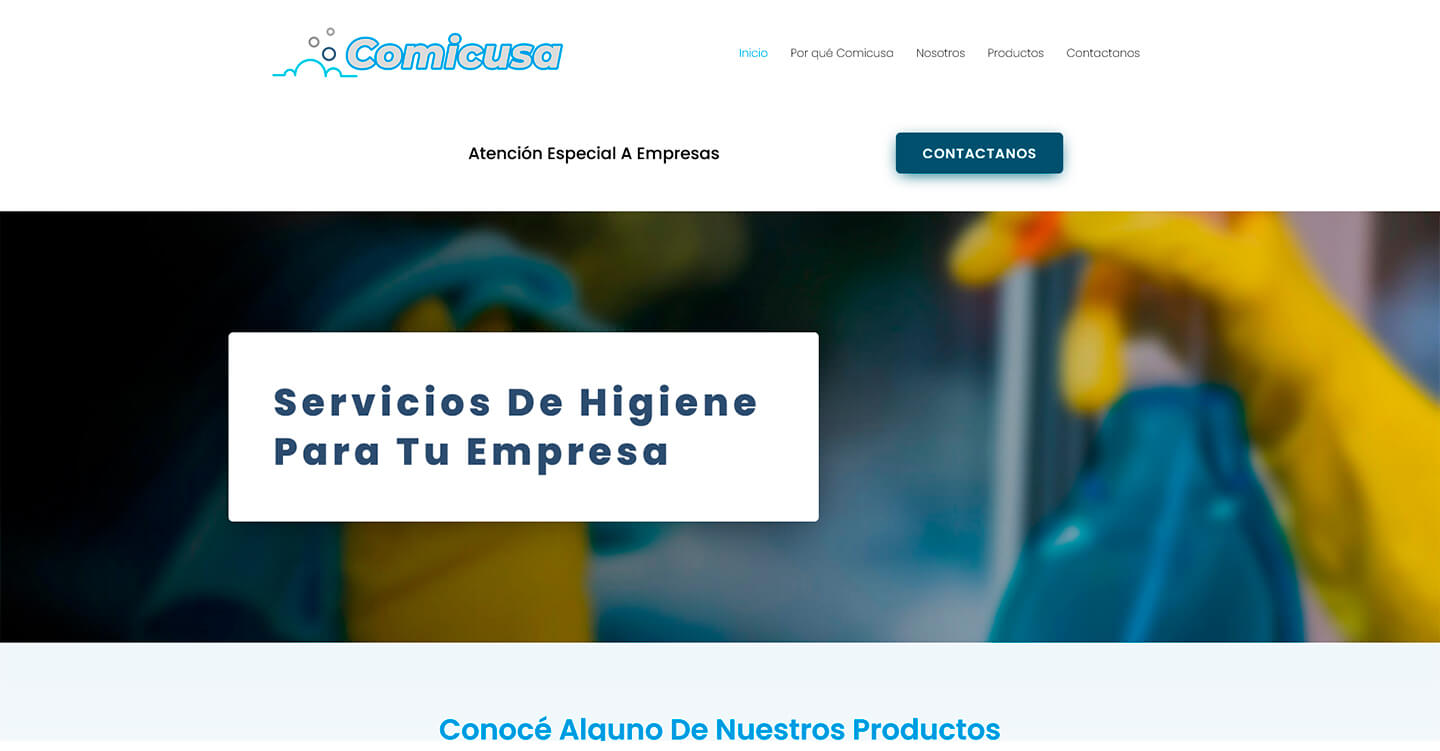 Comicusa
Inicio Por qué Comicusa Nosotros Productos Contactanos
Atención Especial A Empresas
CONTACTANOS
Servicios De Higiene
Para Tu Empresa
Conocé Alguno De Nuestros Productos